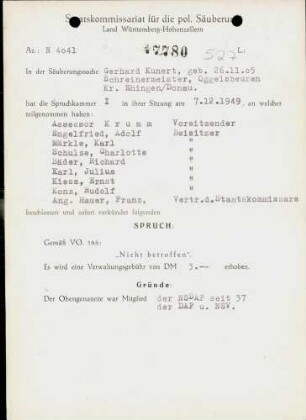 Staatskommissariat für die pol. Säuberung
Land Württemberg-Hohenzollern
Az.: N 4041
7780
527
L.
In der Säuberungssache Gerhard Kunert, geb. 26.11.05
Schreinermeister, Oggelsbeuren
Kr. Ehingen/Donau.
hat die Spruchkammer I in ihrer Sitzung am 7.12.1949, an welcher
teilgenommen haben:
Assessor K r u m m Vorsitzender
Engelfried, Adolf Beisitzer
Märkle, Karl "
Schulze, Charlotte "
Bäder, Richard "
Karl, Julius "
Kiess, Ernst "
Konz, Rudolf "
Ang. Bauer, Franz, Vertr.d.Staatskommissars
beschlossen und sofort verkündet folgenden
SPRUCH:
Gemäß VO. 165:
„Nicht betroffen".
Es wird eine Verwaltungsgebühr von DM 5.— erhoben.
Gründe:
Der Obengenannte war Mitglied der NSDAP seit 37
der DAF u. NSV.